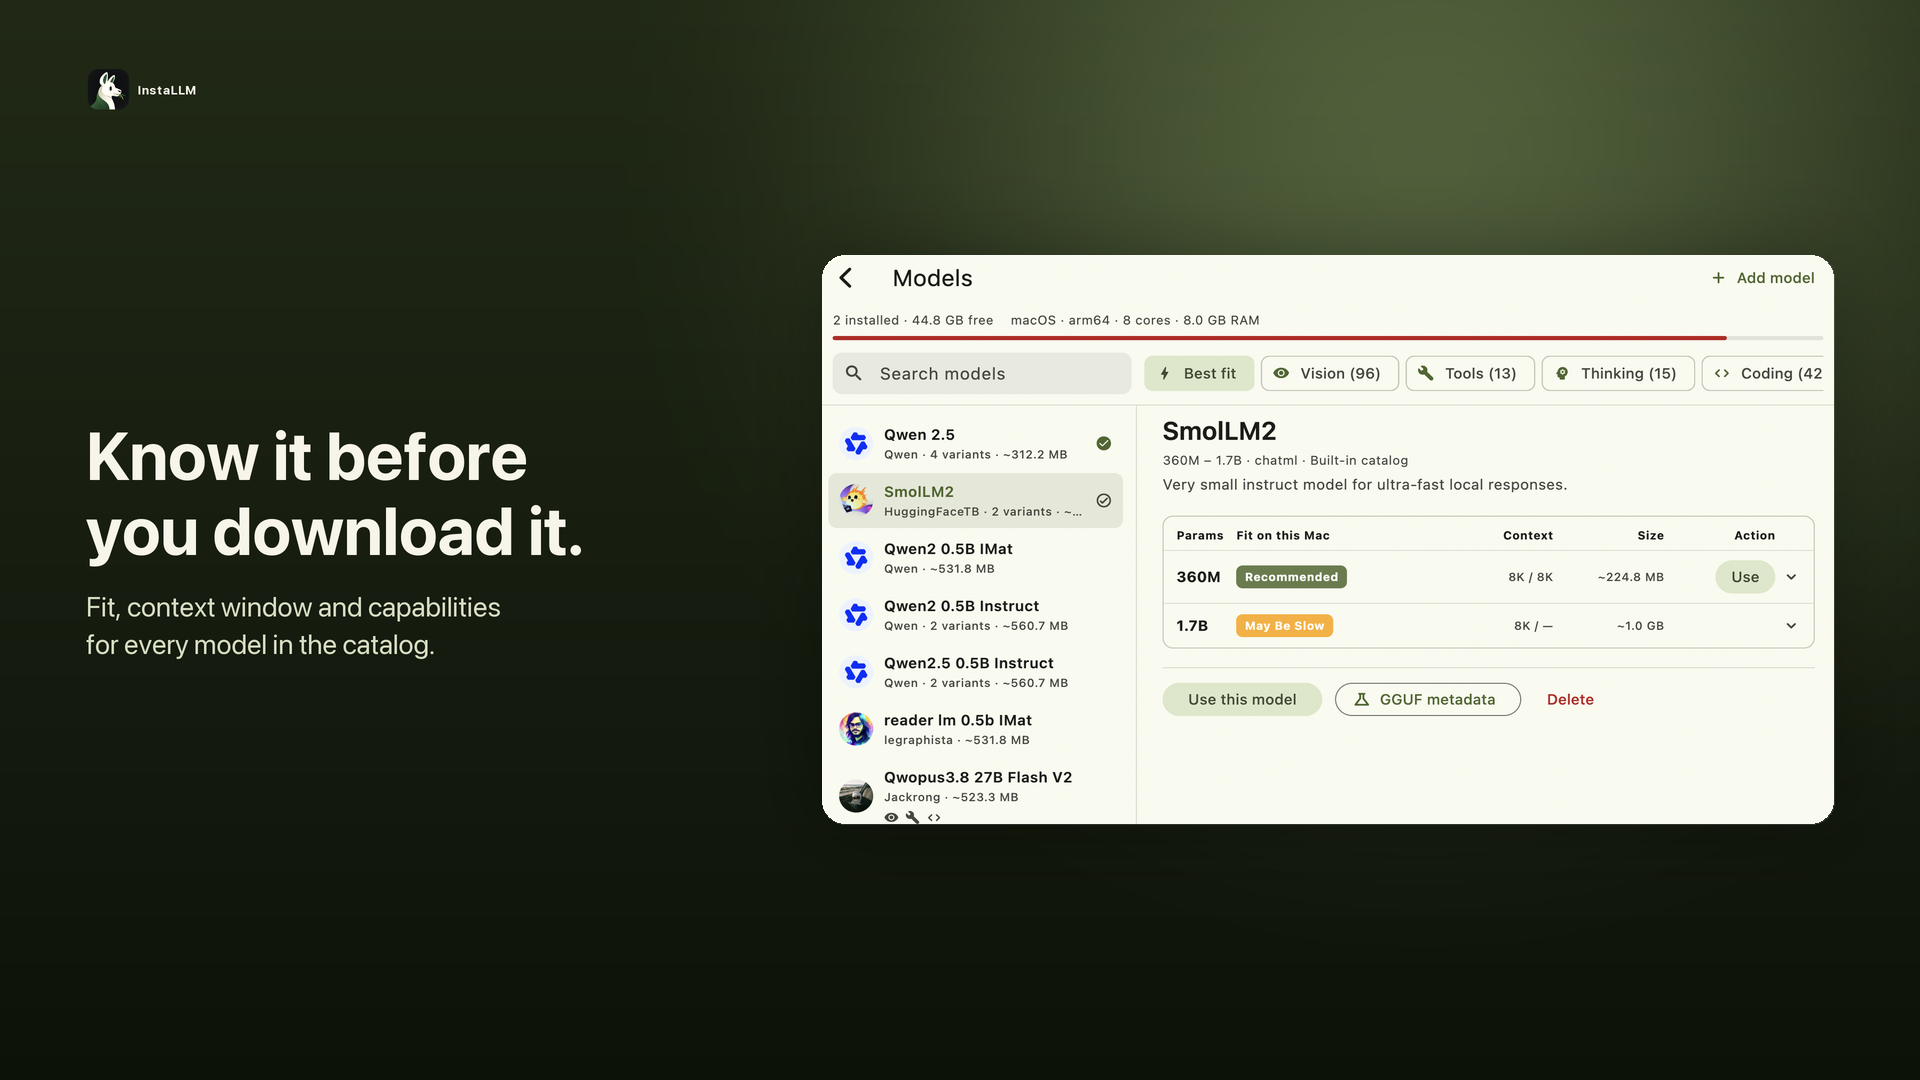 InstaLLM
Know it before
you download it.
Fit, context window and capabilities
for every model in the catalog.
Models
Add model
2 installed · 44.8 GB free macOS · arm64 · 8 cores · 8.0 GB RAM
Search models
Best fit
Vision (96)
Tools (13)
Thinking (15)
Coding (42
Qwen 2.5
Qwen · 4 variants · ~312.2 MB
SmolLM2
HuggingFaceTB · 2 variants · ~...
Qwen2 0.5B IMat
Qwen · ~531.8 MB
Qwen2 0.5B Instruct
Qwen · 2 variants · ~560.7 MB
Qwen2.5 0.5B Instruct
Qwen · 2 variants · ~560.7 MB
reader lm 0.5b IMat
legraphista · ~531.8 MB
Qwopus3.8 27B Flash V2
Jackrong · ~523.3 MB
SmolLM2
360M – 1.7B · chatml · Built-in catalog
Very small instruct model for ultra-fast local responses.
Params Fit on this Mac Context Size Action
360M Recommended 8K / 8K ~224.8 MB Use
1.7B May Be Slow 8K / — ~1.0 GB
Use this model
GGUF metadata
Delete